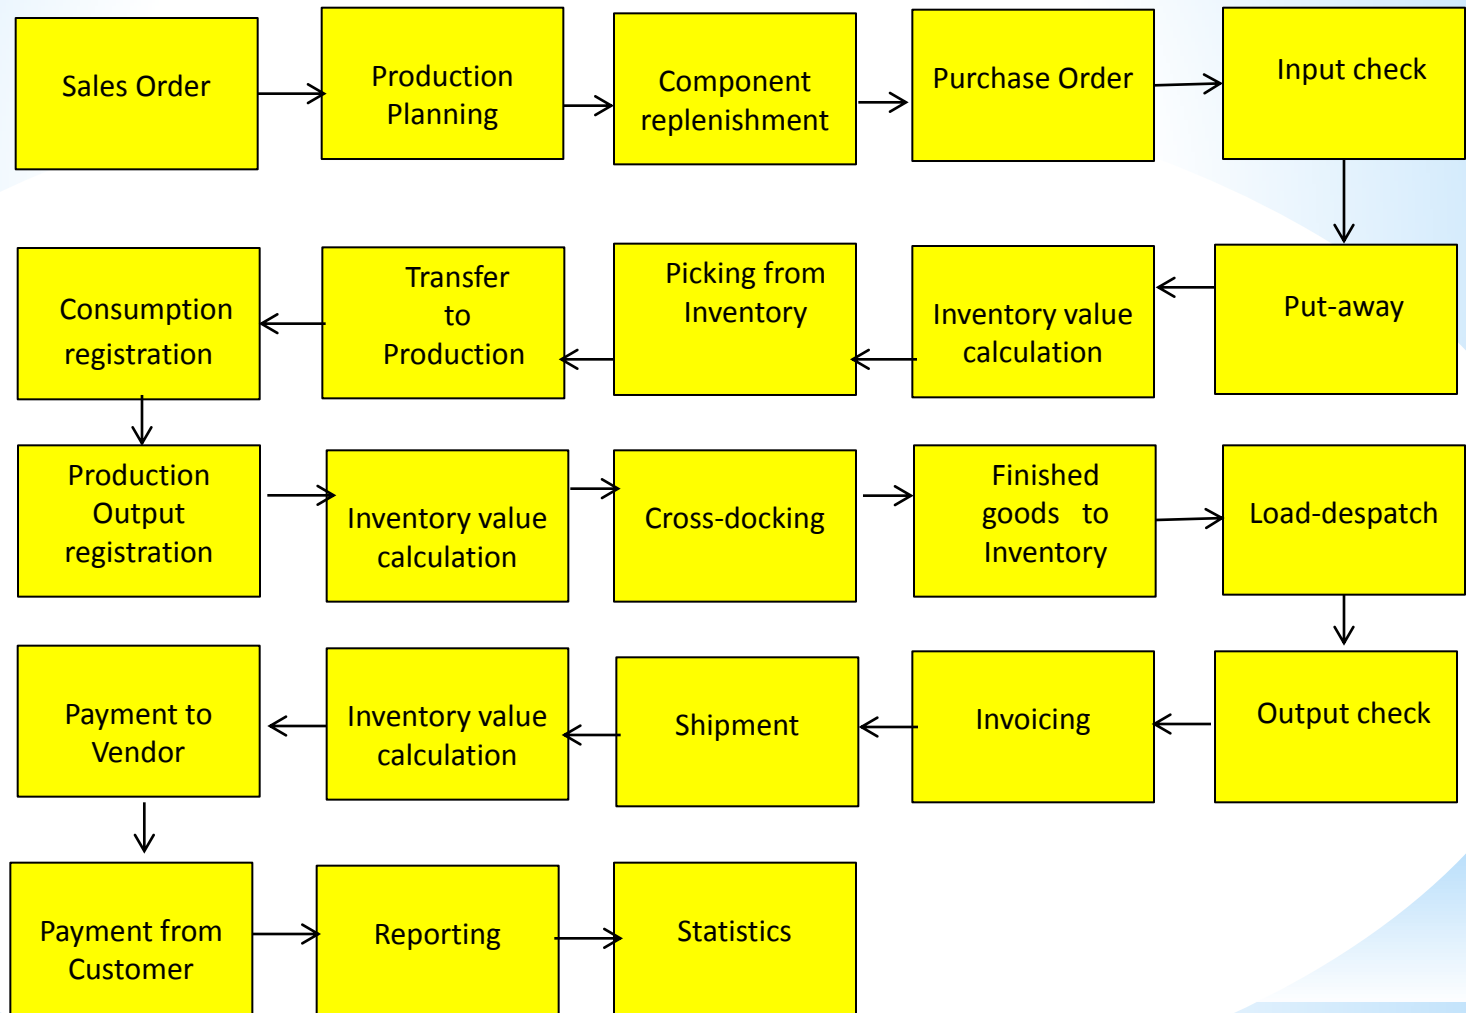 Sales Order
Production
Planning
Component
replenishment
Purchase Order
Input check
Consumption
registration
Transfer
to
Production
Picking from
Inventory
Inventory value
calculation
Put-away
Production
Output
registration
Inventory value
calculation
Cross-docking
Finished
goods to
Inventory
Load-despatch
Payment to
Vendor
Inventory value
calculation
Shipment
Invoicing
Output check
Payment from
Customer
Reporting
Statistics